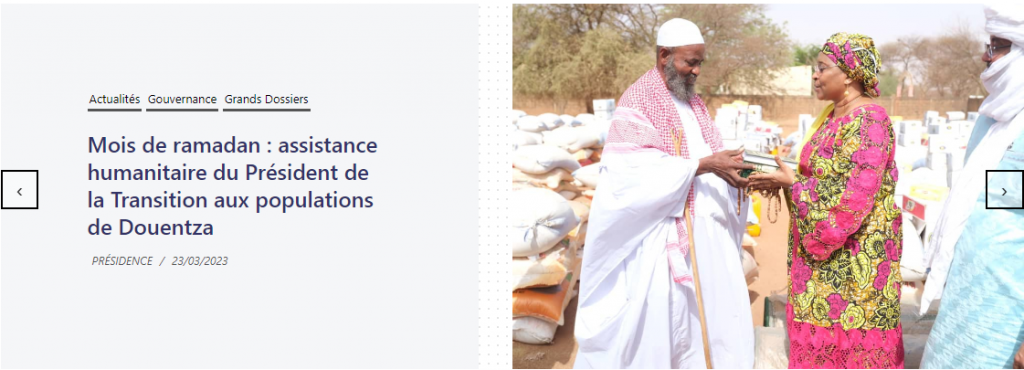 Actualités Gouvernance Grands Dossiers
Mois de ramadan : assistance
humanitaire du Président de
la Transition aux populations
de Douentza
PRÉSIDENCE / 23/03/2023